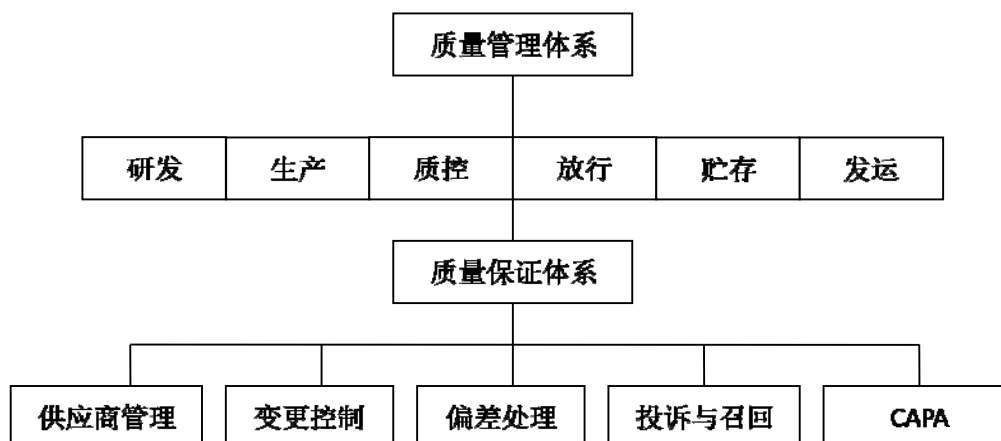 质量管理体系
研发 生产 质控 放行 贮存 发运
质量保证体系
供应商管理 变更控制 偏差处理 投诉与召回 CAPA